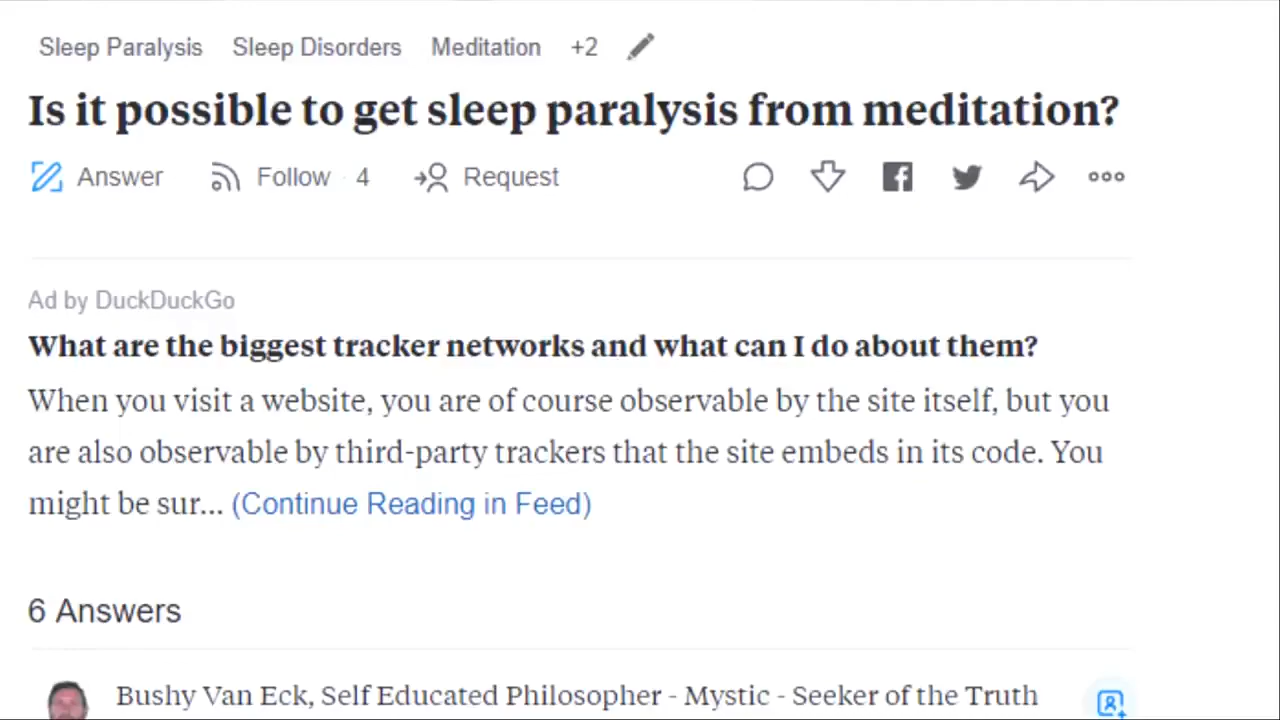 Sleep Paralysis Sleep Disorders Meditation +2
Is it possible to get sleep paralysis from meditation?
Answer Follow · 4 Request
Ad by DuckDuckGo
What are the biggest tracker networks and what can I do about them?
When you visit a website, you are of course observable by the site itself, but you
are also observable by third-party trackers that the site embeds in its code. You
might be sur... (Continue Reading in Feed)
6 Answers
Bushy Van Eck, Self Educated Philosopher - Mystic - Seeker of the Truth